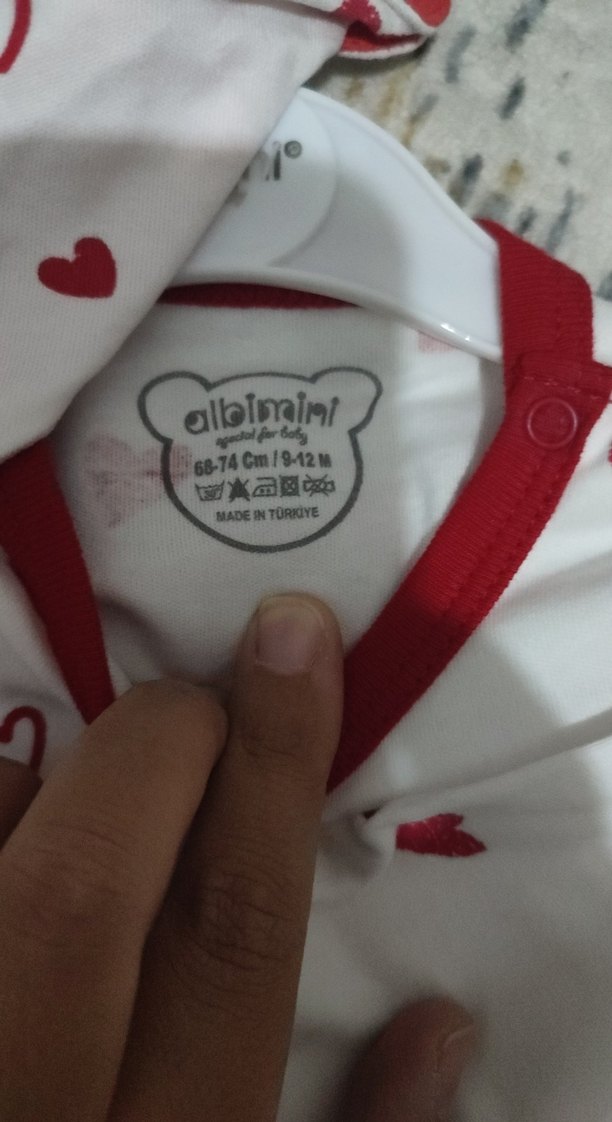 albimini
special for baby
68-74 Cm / 9-12 M
MADE IN TÜRKİYE